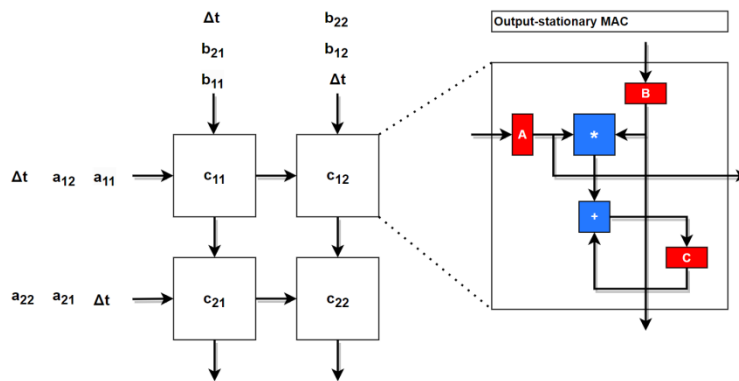 Δt b22 Output-stationary MAC
b21 b12
b11 Δt
B
A *
Δt a12 a11 c11 c12
+
C
a22 a21 Δt c21 c22